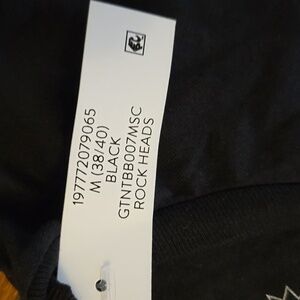 197772079065
M (38/40)
BLACK
GTNTBB007MSC
ROCK HEADS